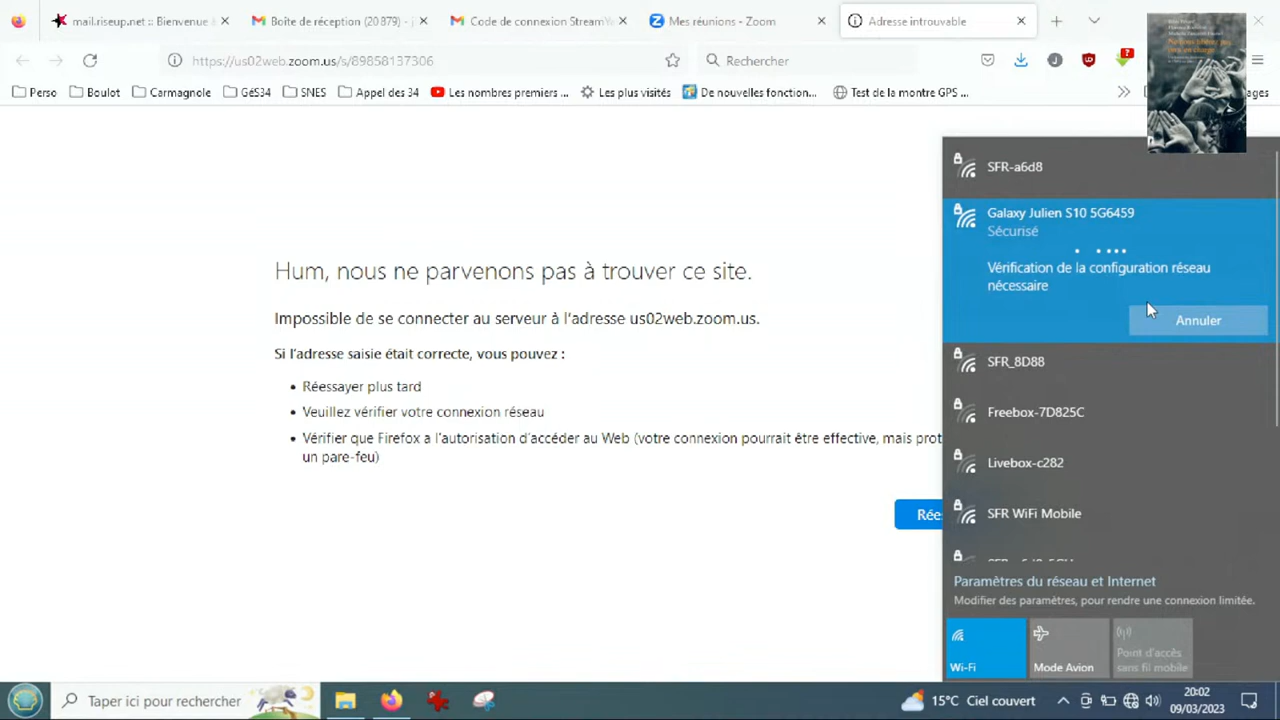 mail.riseup.net :: Bienvenue
Boîte de réception (20 879) -
Code de connexion StreamY
Mes réunions - Zoom
Adresse introuvable
https://us02web.zoom.us/s/89858137306
Rechercher
Perso
Boulot
Carmagnole
GéS34
SNES
Appel des 34
Les nombres premiers ...
Les plus visités
De nouvelles fonction...
Test de la montre GPS ...
ages
Hum, nous ne parvenons pas à trouver ce site.
Impossible de se connecter au serveur à l'adresse us02web.zoom.us.
Si l'adresse saisie était correcte, vous pouvez :
• Réessayer plus tard
• Veuillez vérifier votre connexion réseau
• Vérifier que Firefox a l'autorisation d'accéder au Web (votre connexion pourrait être effective, mais prot
un pare-feu)
Rée
SFR-a6d8
Galaxy Julien S10 5G6459
Sécurisé
Vérification de la configuration réseau
nécessaire
Annuler
SFR_8D88
Freebox-7D825C
Livebox-c282
SFR WiFi Mobile
Paramètres du réseau et Internet
Modifier des paramètres, pour rendre une connexion limitée.
Wi-Fi
Mode Avion
Point d'accès
sans fil mobile
Taper ici pour rechercher
15°C Ciel couvert
20:02
09/03/2023